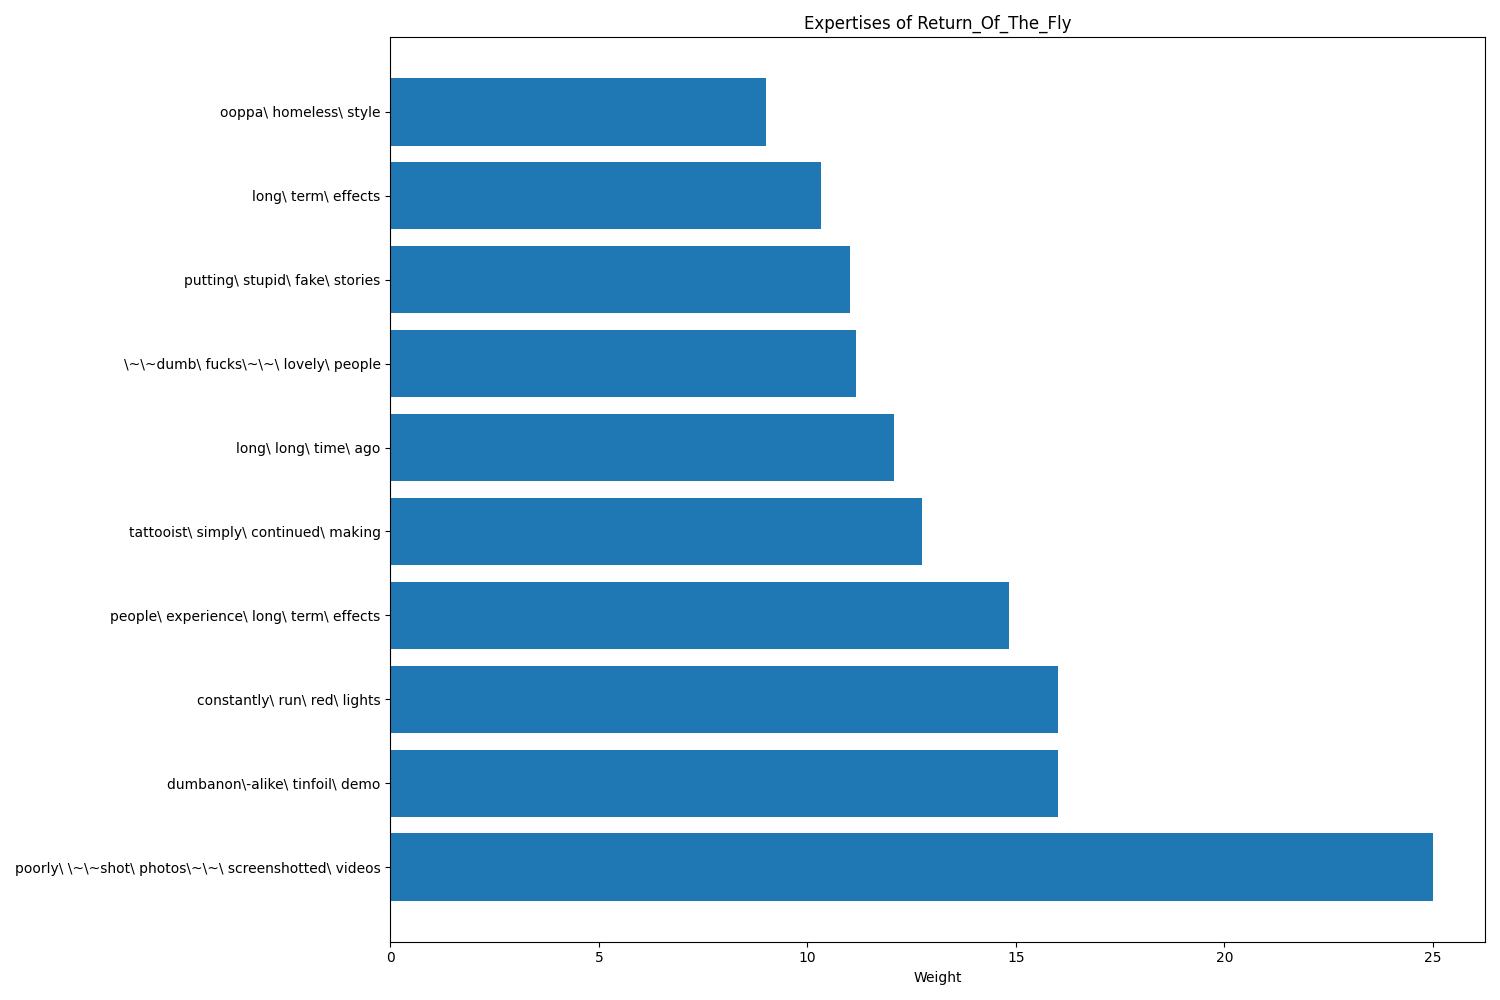 Expertises of Return_Of_The_Fly
ooppa\ homeless\ style
long\ term\ effects
putting\ stupid\ fake\ stories
\~\~dumb\ fucks\~\~\ lovely\ people
long\ long\ time\ ago
tattooist\ simply\ continued\ making
people\ experience\ long\ term\ effects
constantly\ run\ red\ lights
dumbanon\-alike\ tinfoil\ demo
poorly\ \~\~shot\ photos\~\~\ screenshotted\ videos
0 5 10 15 20 25
Weight